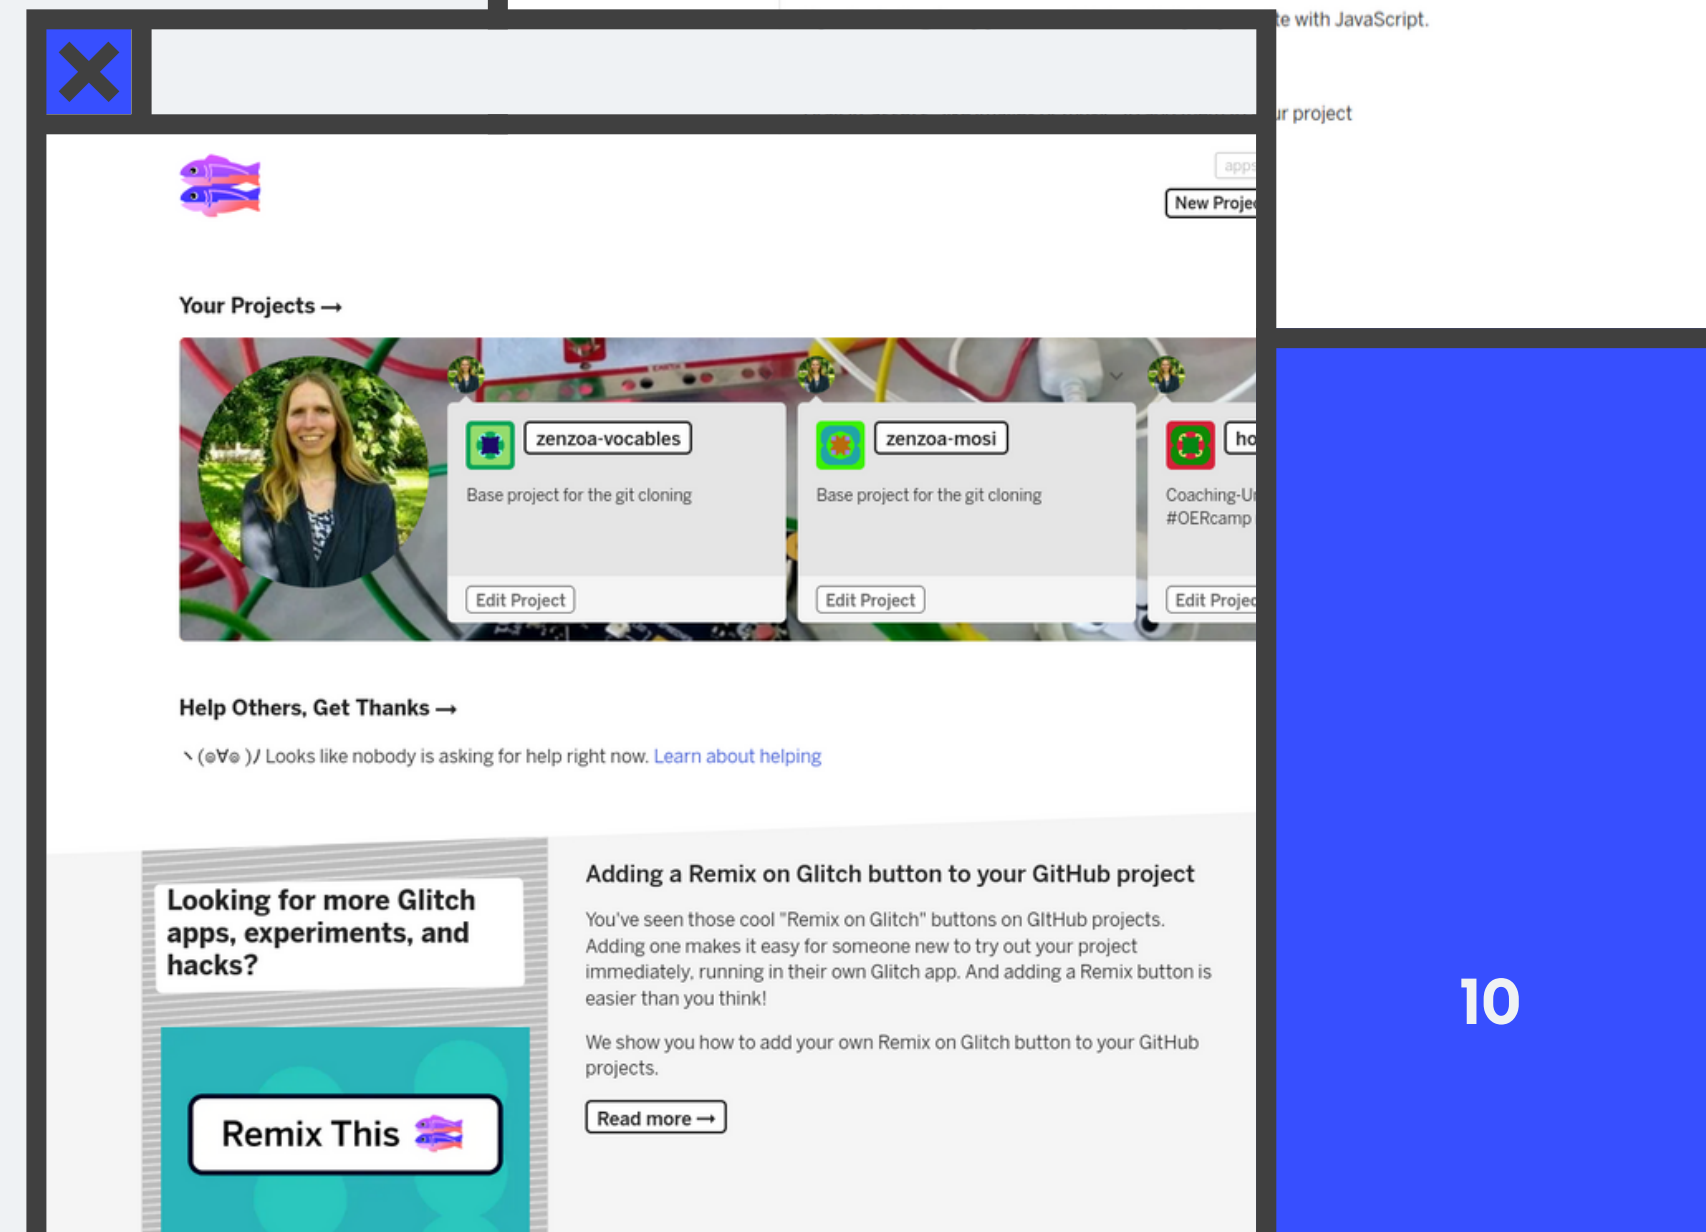 te with JavaScript.
ur project
apps
New Projec
Your Projects →
zenzoa-vocables
Base project for the git cloning
Edit Project
zenzoa-mosi
Base project for the git cloning
Edit Project
ho
Coaching-Ur
#OERcamp
Edit Projec
Help Others, Get Thanks →
ヽ(๏∀๏ )ﾉ Looks like nobody is asking for help right now. Learn about helping
Looking for more Glitch
apps, experiments, and
hacks?
Remix This
Adding a Remix on Glitch button to your GitHub project
You've seen those cool "Remix on Glitch" buttons on GItHub projects.
Adding one makes it easy for someone new to try out your project
immediately, running in their own Glitch app. And adding a Remix button is
easier than you think!
We show you how to add your own Remix on Glitch button to your GitHub
projects.
Read more →
10